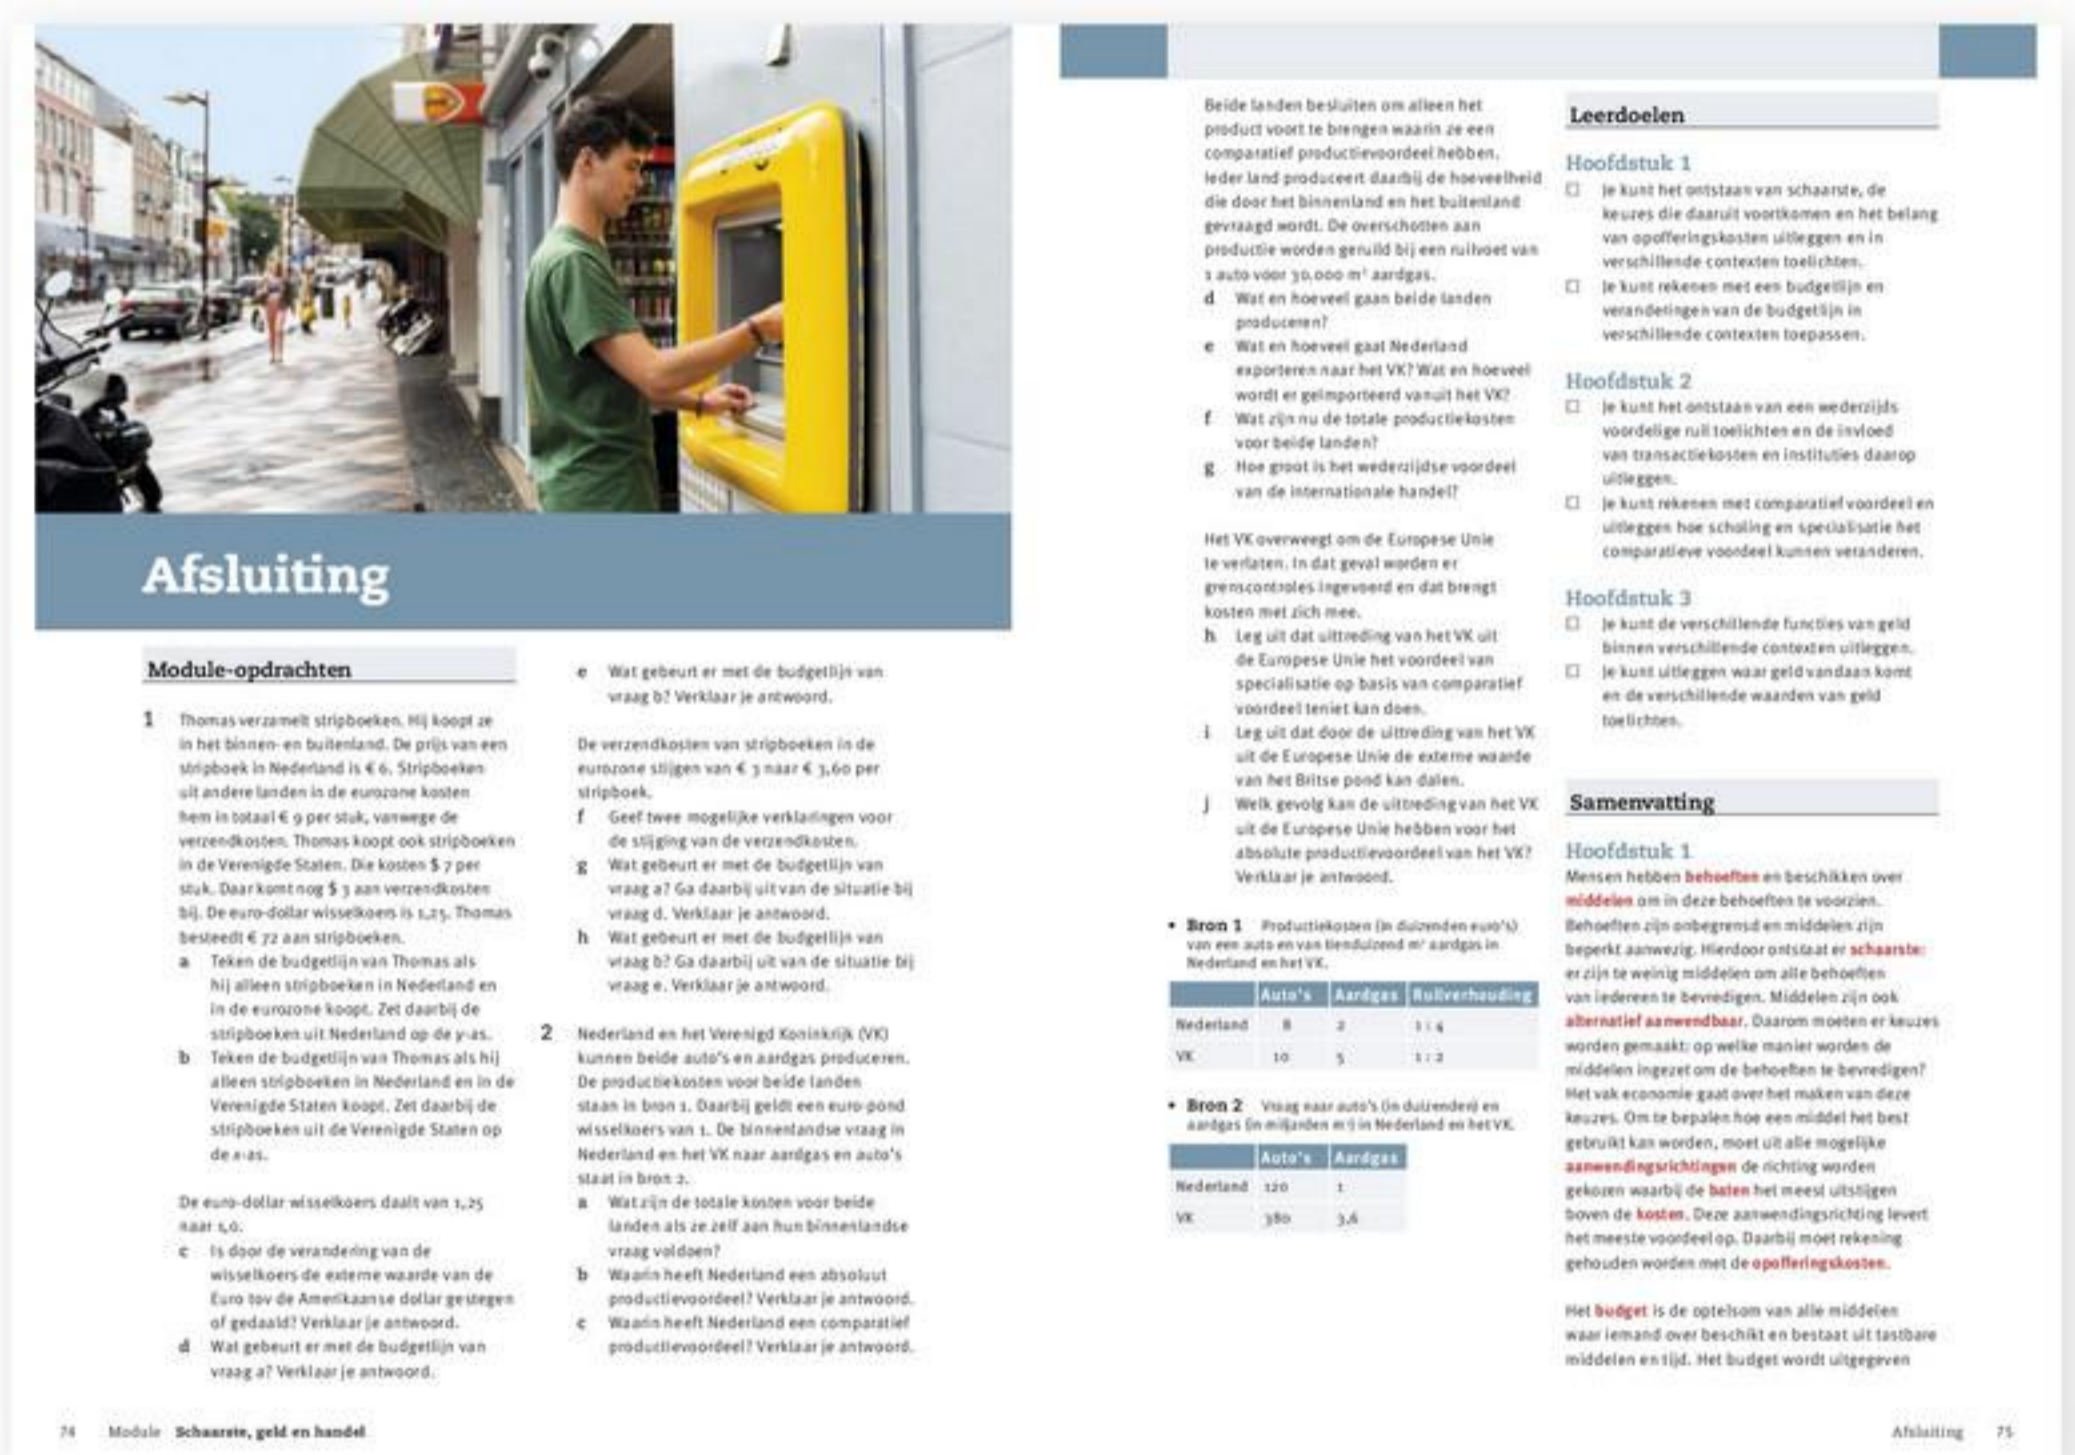 Afsluiting
Module-opdrachten
1 Thomas verzamelt stripboeken. Hij koopt ze
in het binnen- en buitenland. De prijs van een
stripboek in Nederland is € 6. Stripboeken
uit andere landen in de eurozone kosten
hem in totaal € 9 per stuk, vanwege de
verzendkosten. Thomas koopt ook stripboeken
in de Verenigde Staten. Die kosten $ 7 per
stuk. Daar komt nog $ 3 aan verzendkosten
bij. De euro-dollar wisselkoers is 1,25. Thomas
besteedt € 72 aan stripboeken.
a Teken de budgetlijn van Thomas als
hij alleen stripboeken in Nederland en
in de eurozone koopt. Zet daarbij de
stripboeken uit Nederland op de y-as.
b Teken de budgetlijn van Thomas als hij
alleen stripboeken in Nederland en in de
Verenigde Staten koopt. Zet daarbij de
stripboeken uit de Verenigde Staten op
de x-as.
De euro-dollar wisselkoers daalt van 1,25
naar 1,0.
c Is door de verandering van de
wisselkoers de externe waarde van de
Euro tov de Amerikaanse dollar gestegen
of gedaald? Verklaar je antwoord.
d Wat gebeurt er met de budgetlijn van
vraag a? Verklaar je antwoord.
e Wat gebeurt er met de budgetlijn van
vraag b? Verklaar je antwoord.
De verzendkosten van stripboeken in de
eurozone stijgen van € 3 naar € 3,60 per
stripboek.
f Geef twee mogelijke verklaringen voor
de stijging van de verzendkosten.
g Wat gebeurt er met de budgetlijn van
vraag a? Ga daarbij uit van de situatie bij
vraag d. Verklaar je antwoord.
h Wat gebeurt er met de budgetlijn van
vraag b? Ga daarbij uit van de situatie bij
vraag e. Verklaar je antwoord.
2 Nederland en het Verenigd Koninkrijk (VK)
kunnen beide auto's en aardgas produceren.
De productiekosten voor beide landen
staan in bron 1. Daarbij geldt een euro-pond
wisselkoers van 1. De binnenlandse vraag in
Nederland en het VK naar aardgas en auto's
staat in bron 2.
a Wat zijn de totale kosten voor beide
landen als ze zelf aan hun binnenlandse
vraag voldoen?
b Waarin heeft Nederland een absoluut
productievoordeel? Verklaar je antwoord.
c Waarin heeft Nederland een comparatief
productievoordeel? Verklaar je antwoord.
74 Module Schaarste, geld en handel
Beide landen besluiten om alleen het
product voort te brengen waarin ze een
comparatief productievoordeel hebben.
Ieder land produceert daarbij de hoeveelheid
die door het binnenland en het buitenland
gevraagd wordt. De overschotten aan
productie worden geruild bij een ruilvoet van
1 auto voor 30.000 m³ aardgas.
d Wat en hoeveel gaan beide landen
produceren?
e Wat en hoeveel gaat Nederland
exporteren naar het VK? Wat en hoeveel
wordt er geïmporteerd vanuit het VK?
f Wat zijn nu de totale productiekosten
voor beide landen?
g Hoe groot is het wederzijdse voordeel
van de internationale handel?
Het VK overweegt om de Europese Unie
te verlaten. In dat geval worden er
grenscontroles ingevoerd en dat brengt
kosten met zich mee.
h Leg uit dat uittreding van het VK uit
de Europese Unie het voordeel van
specialisatie op basis van comparatief
voordeel teniet kan doen.
i Leg uit dat door de uittreding van het VK
uit de Europese Unie de externe waarde
van het Britse pond kan dalen.
j Welk gevolg kan de uittreding van het VK
uit de Europese Unie hebben voor het
absolute productievoordeel van het VK?
Verklaar je antwoord.
• Bron 1 Productiekosten (in duizenden euro's)
van een auto en van tienduizend m³ aardgas in
Nederland en het VK.
Auto's Aardgas Ruilverhouding
Nederland 8 2 1 : 4
VK 10 5 1 : 2
• Bron 2 Vraag naar auto's (in duizenden) en
aardgas (in miljarden m³) in Nederland en het VK.
Auto's Aardgas
Nederland 120 1
VK 380 3,6
Leerdoelen
Hoofdstuk 1
☐ Je kunt het ontstaan van schaarste, de
keuzes die daaruit voortkomen en het belang
van opofferingskosten uitleggen en in
verschillende contexten toelichten.
☐ Je kunt rekenen met een budgetlijn en
veranderingen van de budgetlijn in
verschillende contexten toepassen.
Hoofdstuk 2
☐ Je kunt het ontstaan van een wederzijds
voordelige ruil toelichten en de invloed
van transactiekosten en instituties daarop
uitleggen.
☐ Je kunt rekenen met comparatief voordeel en
uitleggen hoe scholing en specialisatie het
comparatieve voordeel kunnen veranderen.
Hoofdstuk 3
☐ Je kunt de verschillende functies van geld
binnen verschillende contexten uitleggen.
☐ Je kunt uitleggen waar geld vandaan komt
en de verschillende waarden van geld
toelichten.
Samenvatting
Hoofdstuk 1
Mensen hebben behoeften en beschikken over
middelen om in deze behoeften te voorzien.
Behoeften zijn onbegrensd en middelen zijn
beperkt aanwezig. Hierdoor ontstaat er schaarste:
er zijn te weinig middelen om alle behoeften
van iedereen te bevredigen. Middelen zijn ook
alternatief aanwendbaar. Daarom moeten er keuzes
worden gemaakt: op welke manier worden de
middelen ingezet om de behoeften te bevredigen?
Het vak economie gaat over het maken van deze
keuzes. Om te bepalen hoe een middel het best
gebruikt kan worden, moet uit alle mogelijke
aanwendingsrichtingen de richting worden
gekozen waarbij de baten het meest uitstijgen
boven de kosten. Deze aanwendingsrichting levert
het meeste voordeel op. Daarbij moet rekening
gehouden worden met de opofferingskosten.
Het budget is de optelsom van alle middelen
waar iemand over beschikt en bestaat uit tastbare
middelen en tijd. Het budget wordt uitgegeven
Afsluiting 75